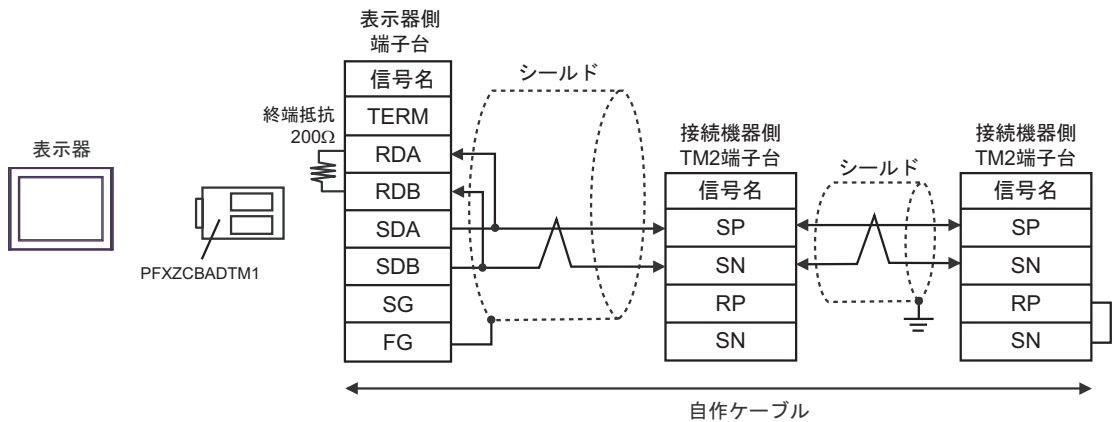 表示器
PFXZCBADTM1
終端抵抗
200Ω
表示器側
端子台
信号名
TERM
RDA
RDB
SDA
SDB
SG
FG
シールド
接続機器側
TM2端子台
信号名
SP
SN
RP
SN
シールド
接続機器側
TM2端子台
信号名
SP
SN
RP
SN
自作ケーブル